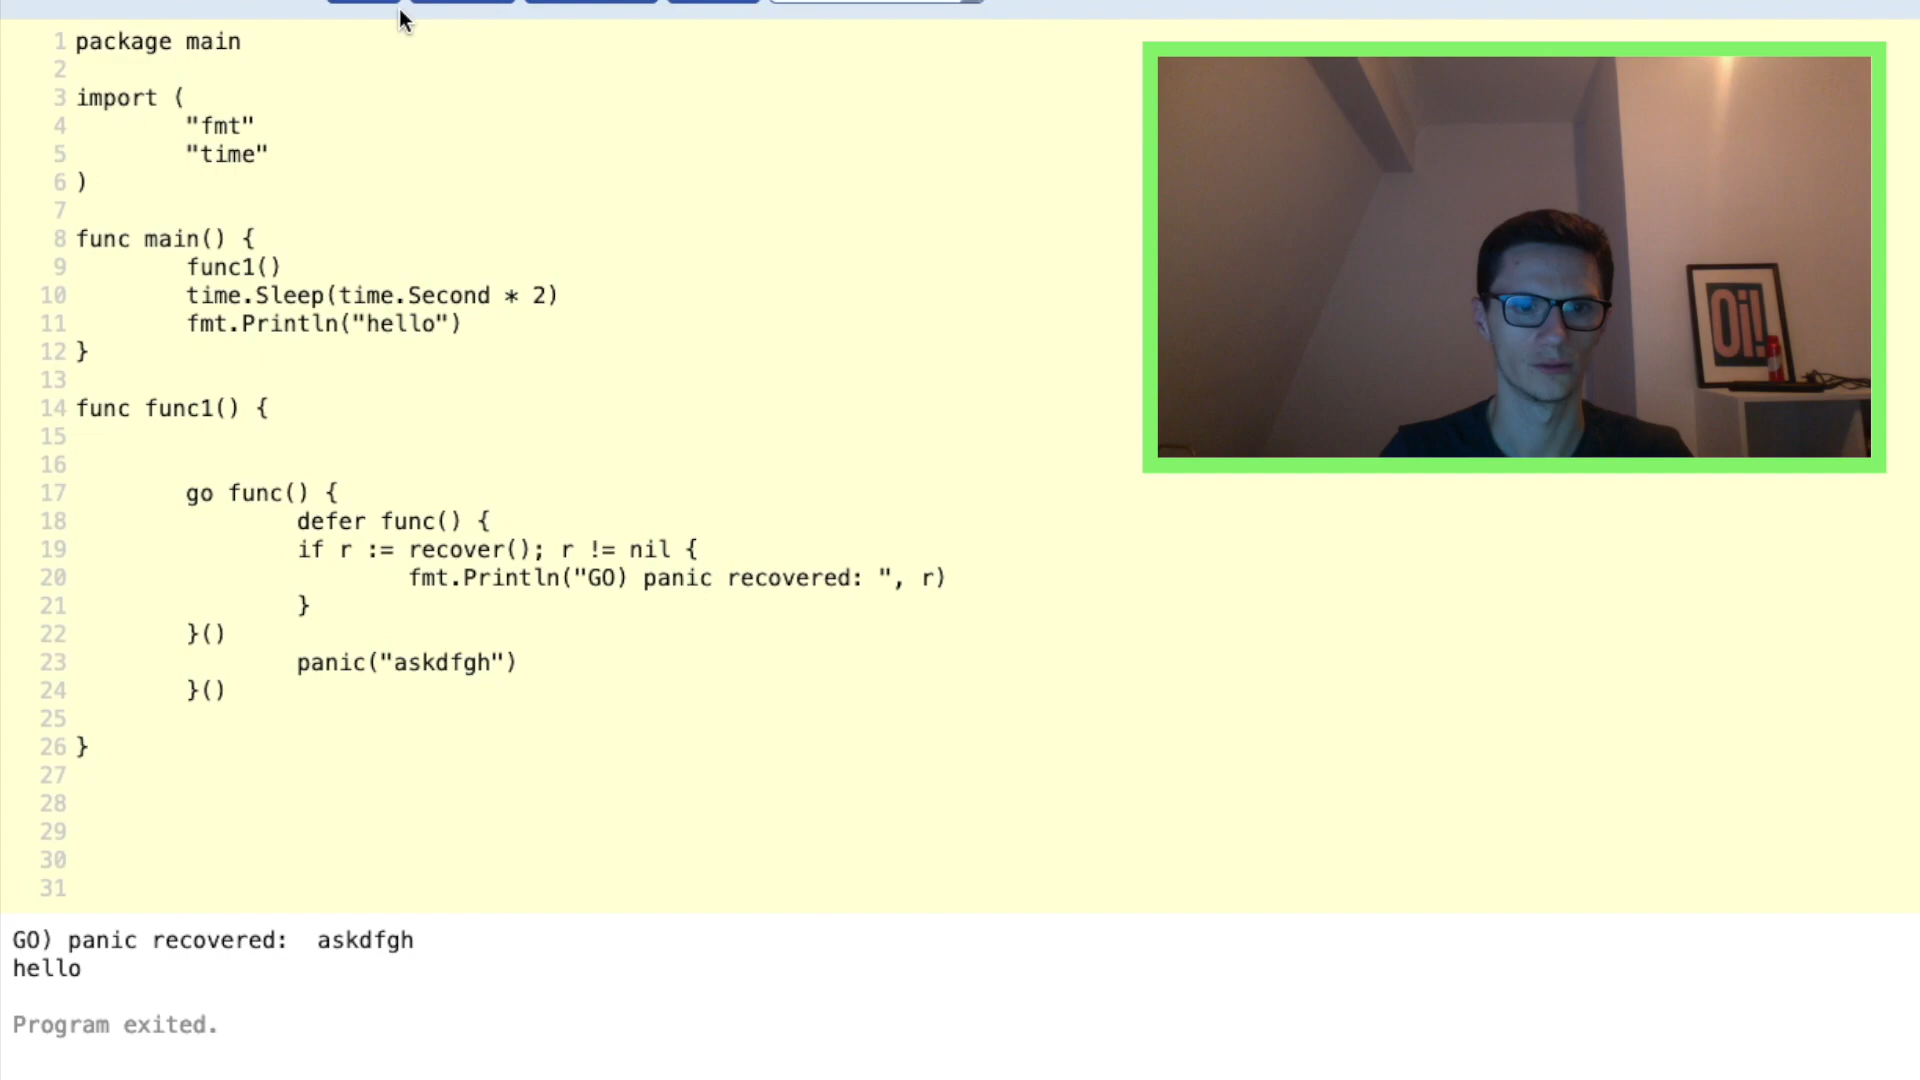 1 package main
2
3 import (
4 "fmt"
5 "time"
6 )
7
8 func main() {
9 func1()
10 time.Sleep(time.Second * 2)
11 fmt.Println("hello")
12 }
13
14 func func1() {
15
16
17 go func() {
18 defer func() {
19 if r := recover(); r != nil {
20 fmt.Println("GO) panic recovered: ", r)
21 }
22 }()
23 panic("askdfgh")
24 }()
25
26 }
27
28
29
30
31
Oi!
GO) panic recovered:  askdfgh
hello
Program exited.